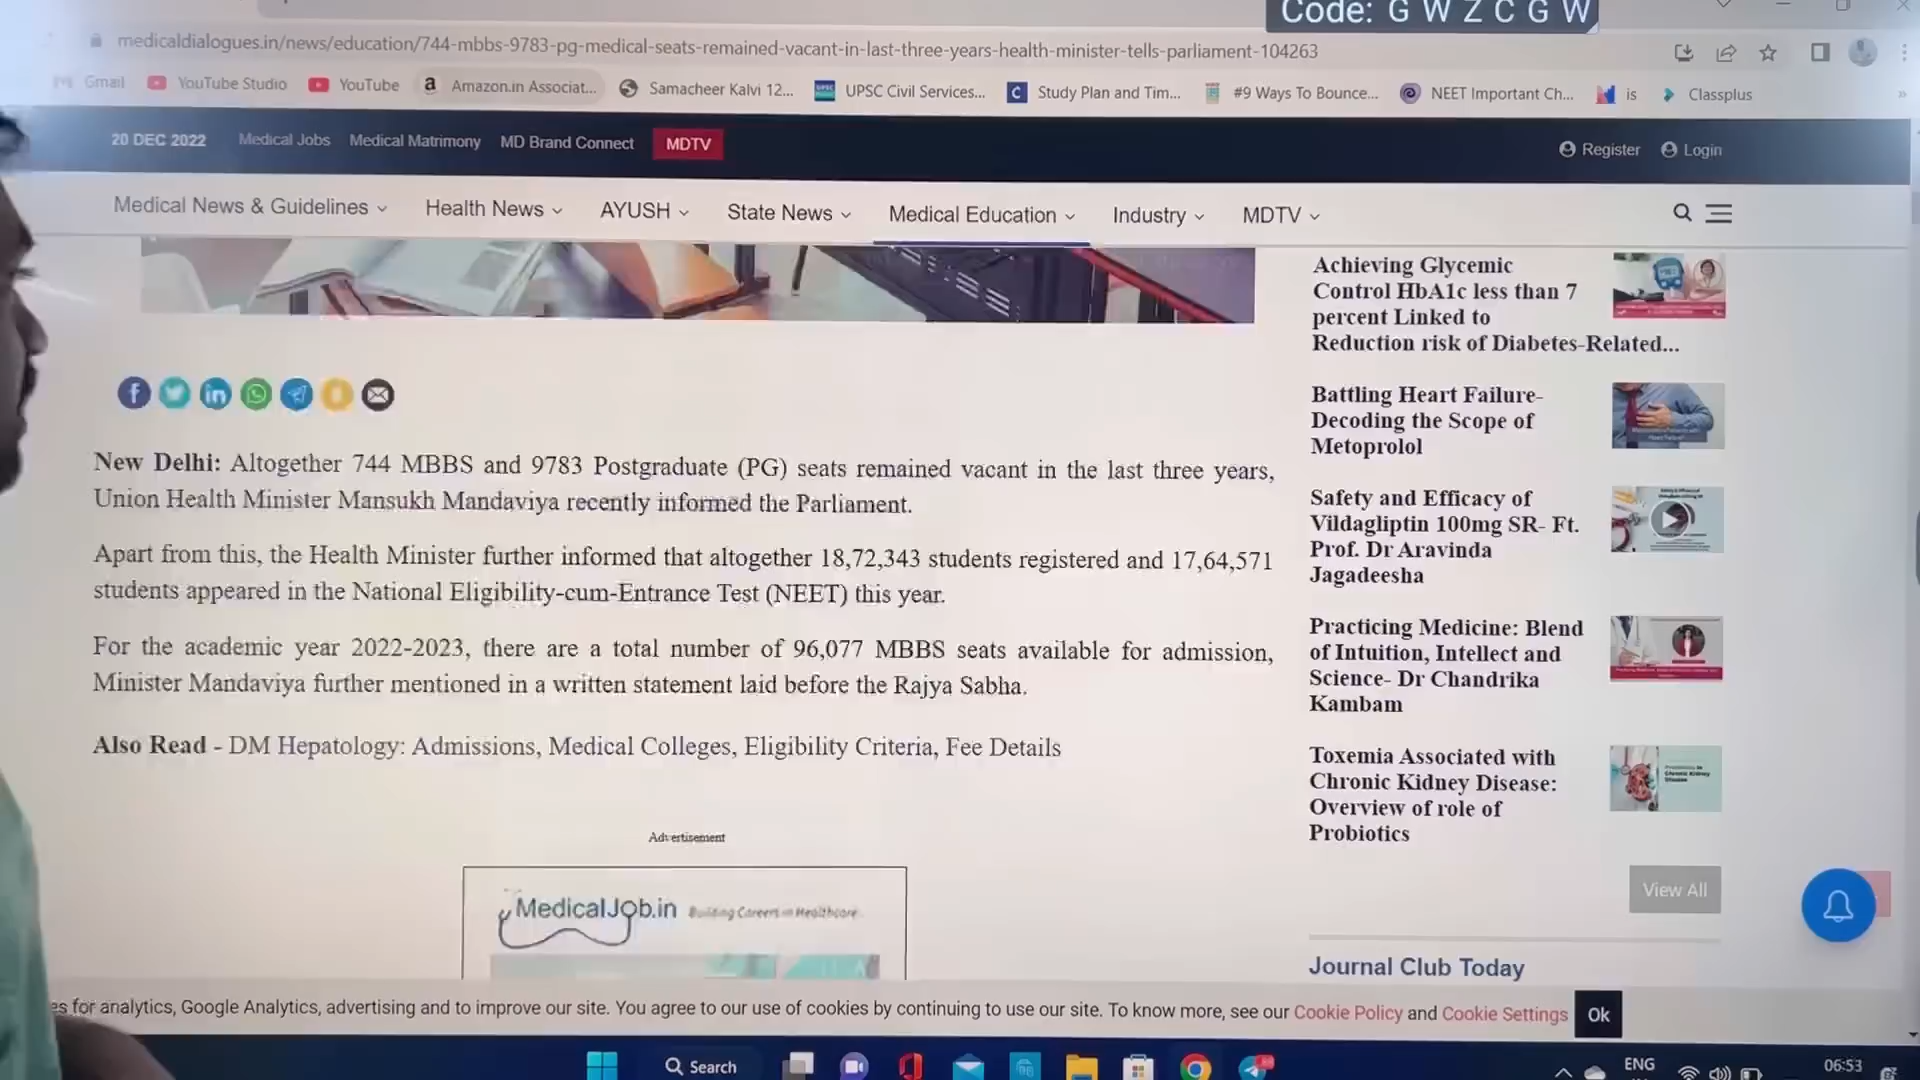 Code: G W Z C G W
medicaldialogues.in/news/education/744-mbbs-9783-pg-medical-seats-remained-vacant-in-last-three-years-health-minister-tells-parliament-104263
Gmail YouTube Studio YouTube Amazon.in Associat... Samacheer Kalvi 12... UPSC Civil Services... Study Plan and Tim... #9 Ways To Bounce... NEET Important Ch... is Classplus
20 DEC 2022 Medical Jobs Medical Matrimony MD Brand Connect MDTV Register Login
Medical News & Guidelines Health News AYUSH State News Medical Education Industry MDTV
New Delhi: Altogether 744 MBBS and 9783 Postgraduate (PG) seats remained vacant in the last three years,
Union Health Minister Mansukh Mandaviya recently informed the Parliament.
Apart from this, the Health Minister further informed that altogether 18,72,343 students registered and 17,64,571
students appeared in the National Eligibility-cum-Entrance Test (NEET) this year.
For the academic year 2022-2023, there are a total number of 96,077 MBBS seats available for admission,
Minister Mandaviya further mentioned in a written statement laid before the Rajya Sabha.
Also Read - DM Hepatology: Admissions, Medical Colleges, Eligibility Criteria, Fee Details
Advertisement
MedicalJob.in Building Careers in Healthcare
Achieving Glycemic
Control HbA1c less than 7
percent Linked to
Reduction risk of Diabetes-Related...
Battling Heart Failure-
Decoding the Scope of
Metoprolol
Safety and Efficacy of
Vildagliptin 100mg SR- Ft.
Prof. Dr Aravinda
Jagadeesha
Practicing Medicine: Blend
of Intuition, Intellect and
Science- Dr Chandrika
Kambam
Toxemia Associated with
Chronic Kidney Disease:
Overview of role of
Probiotics
View All
Journal Club Today
es for analytics, Google Analytics, advertising and to improve our site. You agree to our use of cookies by continuing to use our site. To know more, see our Cookie Policy and Cookie Settings Ok
Search ENG 06:53